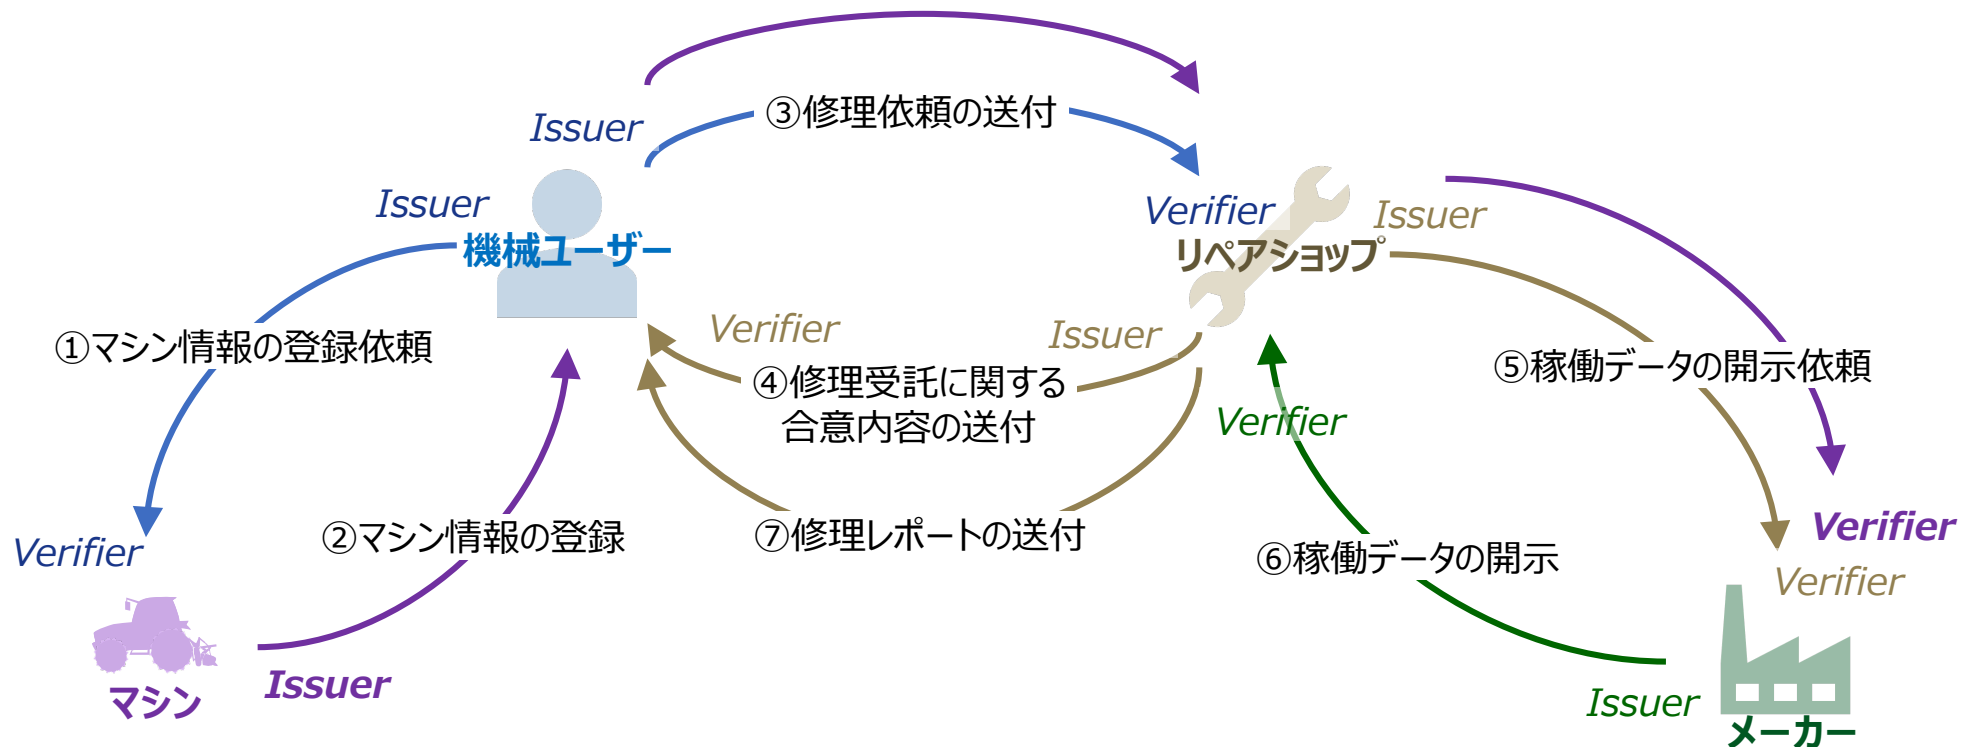 ③修理依頼の送付
Issuer
Issuer
機械ユーザー
Verifier
Issuer
リペアショップ
①マシン情報の登録依頼
Verifier
Issuer
④修理受託に関する
合意内容の送付
⑤稼働データの開示依頼
Verifier
②マシン情報の登録
⑦修理レポートの送付
⑥稼働データの開示
Verifier
Verifier
Verifier
Issuer
マシン
Issuer
メーカー